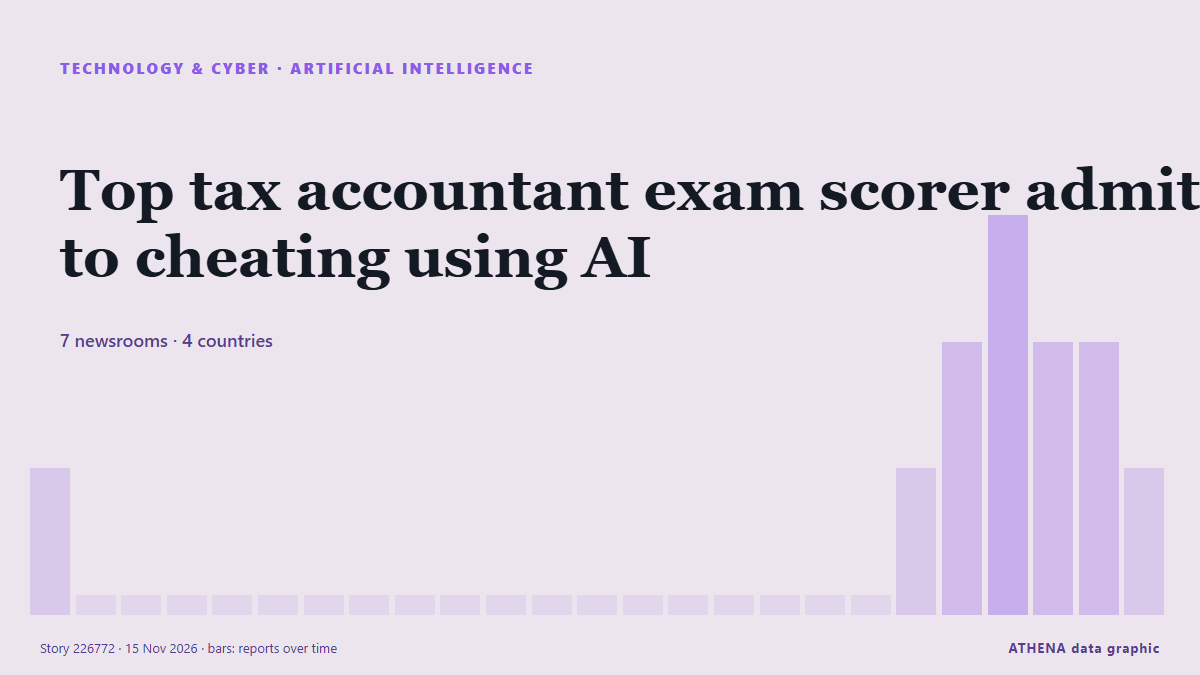 TECHNOLOGY & CYBER · ARTIFICIAL INTELLIGENCE
Top tax accountant exam scorer admit
to cheating using AI
7 newsrooms · 4 countries
Story 226772 · 15 Nov 2026 · bars: reports over time
ATHENA data graphic